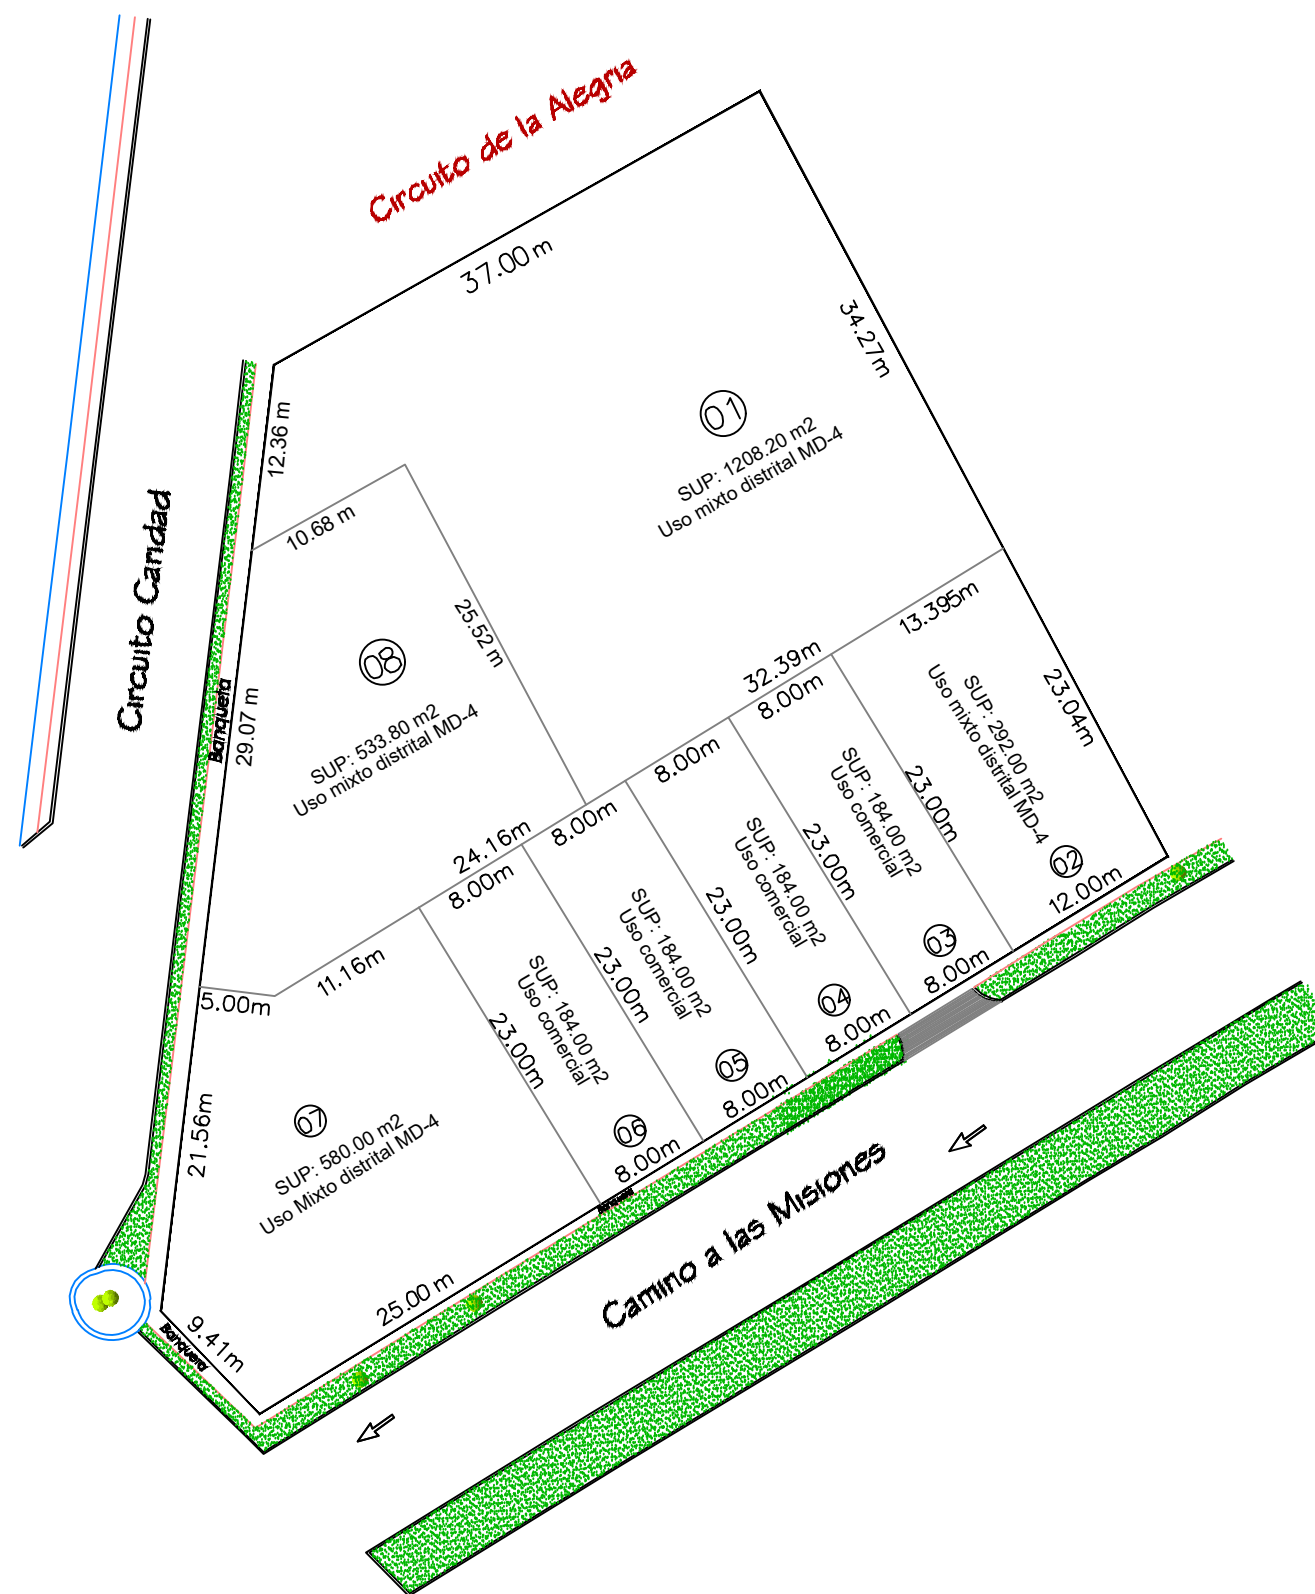 Circuito de la Alegria
37.00 m
34.27m
12.36 m
01
SUP: 1208.20 m2
Uso mixto distrital MD-4
10.68 m
Circuito Caridad
25.52 m
08
SUP: 533.80 m2
Uso mixto distrital MD-4
Banqueta
29.07 m
13.395m
32.39m
8.00m
23.04m
SUP: 292.00 m2
Uso mixto distrital MD-4
02
12.00m
8.00m
23.00m
SUP: 184.00 m2
Uso comercial
03
8.00m
8.00m
23.00m
SUP: 184.00 m2
Uso comercial
04
8.00m
24.16m
8.00m
23.00m
SUP: 184.00 m2
Uso comercial
05
8.00m
11.16m
23.00m
SUP: 184.00 m2
Uso comercial
06
8.00m
23.00m
5.00m
21.56m
07
SUP: 580.00 m2
Uso Mixto distrital MD-4
Banqueta
25.00 m
9.41m
Banqueta
Camino a las Misiones